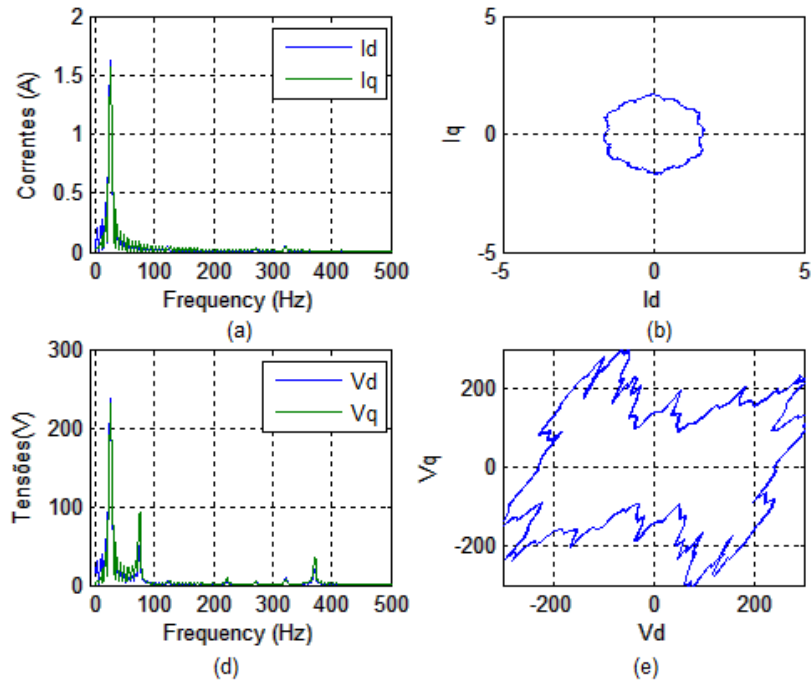 2
1.5
1
0.5
0
Correntes (A)
Id
Iq
0 100 200 300 400 500
Frequency (Hz)
(a)
5
0
-5
Iq
-5 0 5
Id
(b)
300
200
100
0
Tensões(V)
Vd
Vq
0 100 200 300 400 500
Frequency (Hz)
(d)
200
0
-200
Vq
-200 0 200
Vd
(e)